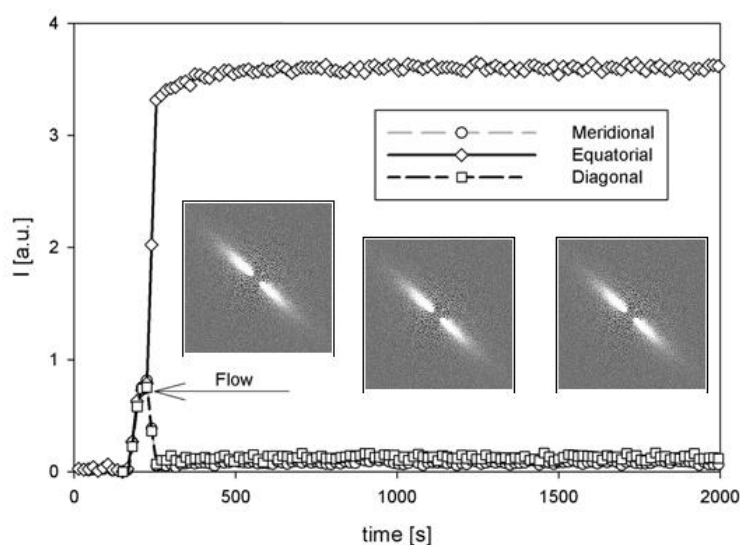 4
3
2
1
0
I [a.u.]
Meridional
Equatorial
Diagonal
Flow
0 500 1000 1500 2000
time [s]